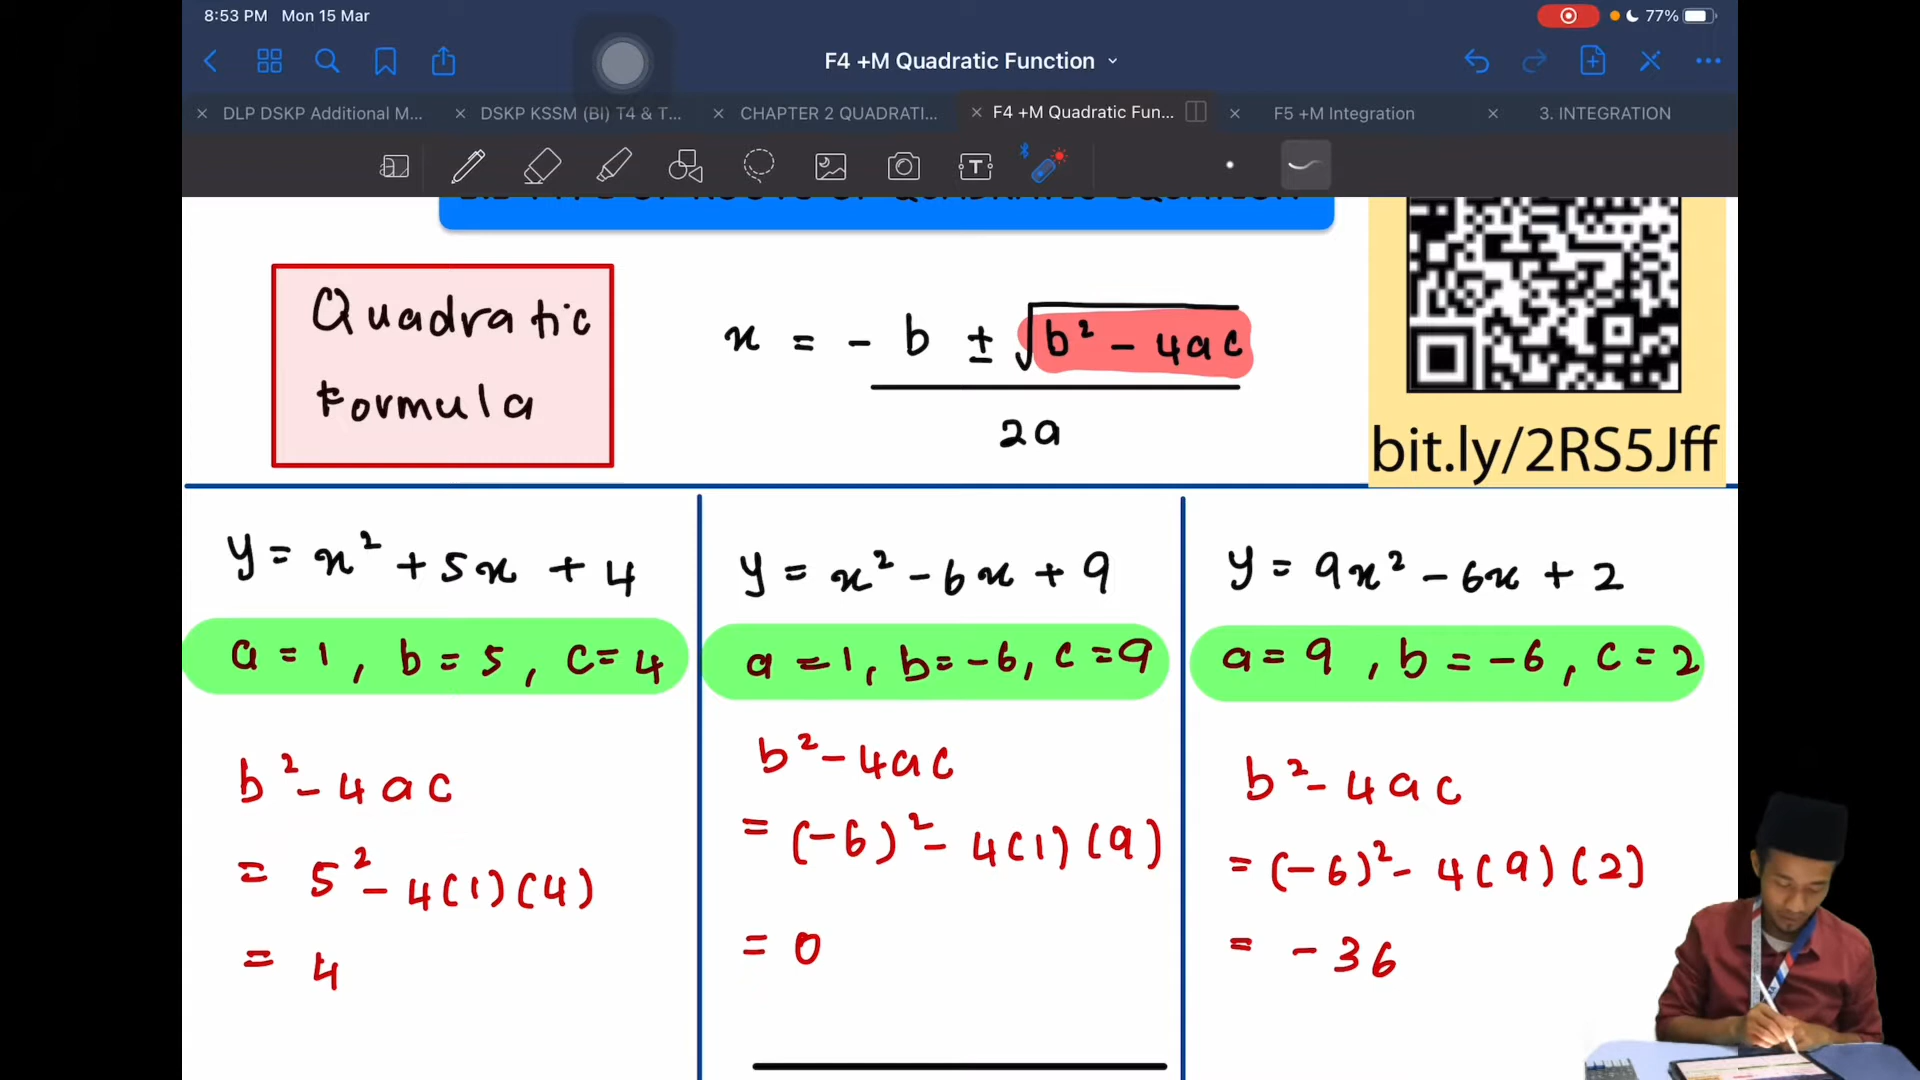 8:53 PM Mon 15 Mar
77%
F4 +M Quadratic Function
DLP DSKP Additional M...
DSKP KSSM (BI) T4 & T...
CHAPTER 2 QUADRATI...
F4 +M Quadratic Fun...
F5 +M Integration
3. INTEGRATION
Quadratic
Formula
x = - b ± √b² - 4ac
2a
bit.ly/2RS5Jff
y = x² + 5x + 4
a = 1, b = 5, c = 4
b² - 4ac
= 5² - 4(1)(4)
= 4
y = x² - 6x + 9
a = 1, b = -6, c = 9
b² - 4ac
= (-6)² - 4(1)(9)
= 0
y = 9x² - 6x + 2
a = 9, b = -6, c = 2
b² - 4ac
= (-6)² - 4(9)(2)
= -36